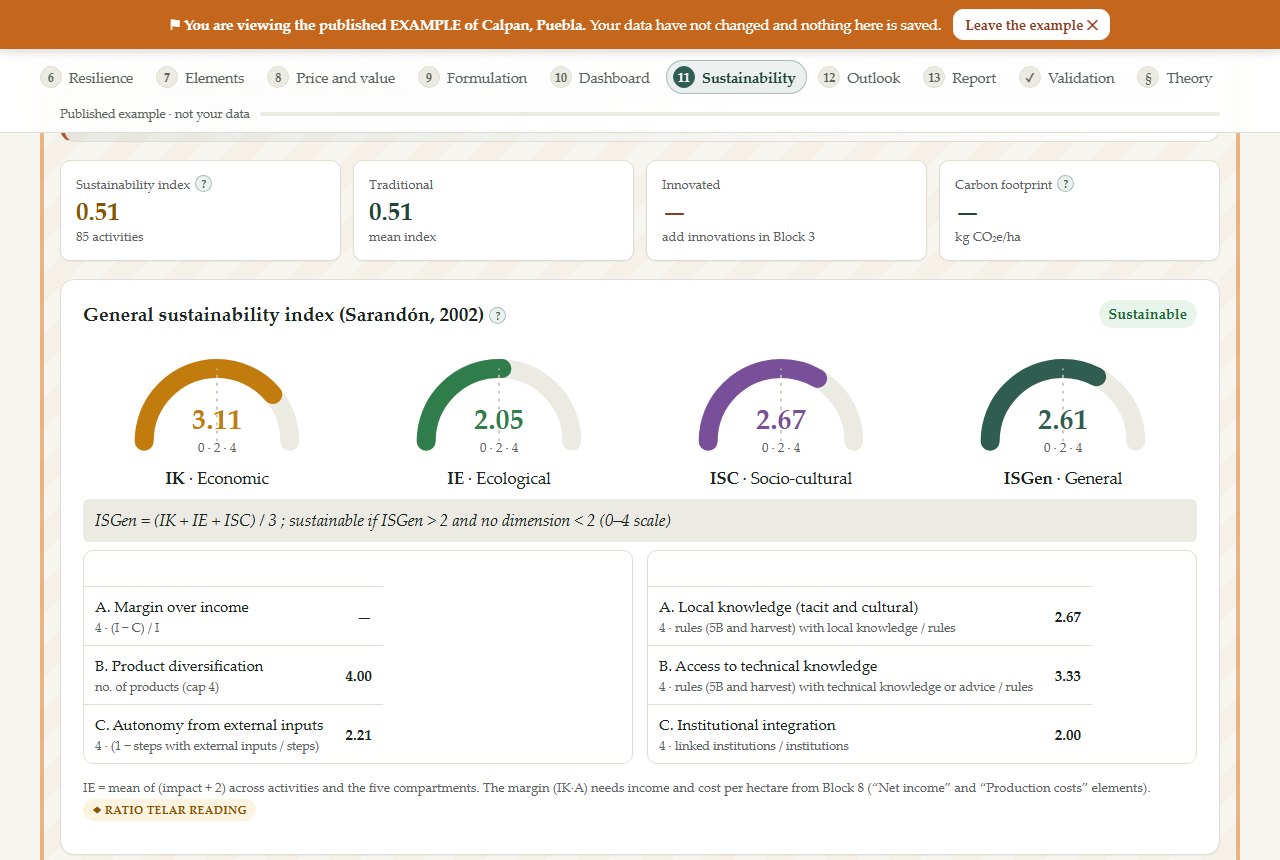 ⚑ You are viewing the published EXAMPLE of Calpan, Puebla. Your data have not changed and nothing here is saved. Leave the example ✕
6 Resilience 7 Elements 8 Price and value 9 Formulation 10 Dashboard 11 Sustainability 12 Outlook 13 Report ✓ Validation § Theory
Published example · not your data
Sustainability index ?
0.51
85 activities
Traditional
0.51
mean index
Innovated
—
add innovations in Block 3
Carbon footprint ?
—
kg CO₂e/ha
General sustainability index (Sarandón, 2002) ?
Sustainable
3.11
0 · 2 · 4
IK · Economic
2.05
0 · 2 · 4
IE · Ecological
2.67
0 · 2 · 4
ISC · Socio-cultural
2.61
0 · 2 · 4
ISGen · General
ISGen = (IK + IE + ISC) / 3 ; sustainable if ISGen > 2 and no dimension < 2 (0–4 scale)
A. Margin over income
4 · (I − C) / I
—
B. Product diversification
no. of products (cap 4)
4.00
C. Autonomy from external inputs
4 · (1 − steps with external inputs / steps)
2.21
A. Local knowledge (tacit and cultural)
4 · rules (5B and harvest) with local knowledge / rules
2.67
B. Access to technical knowledge
4 · rules (5B and harvest) with technical knowledge or advice / rules
3.33
C. Institutional integration
4 · linked institutions / institutions
2.00
IE = mean of (impact + 2) across activities and the five compartments. The margin (IK·A) needs income and cost per hectare from Block 8 (“Net income” and “Production costs” elements).
◆ RATIO TELAR READING